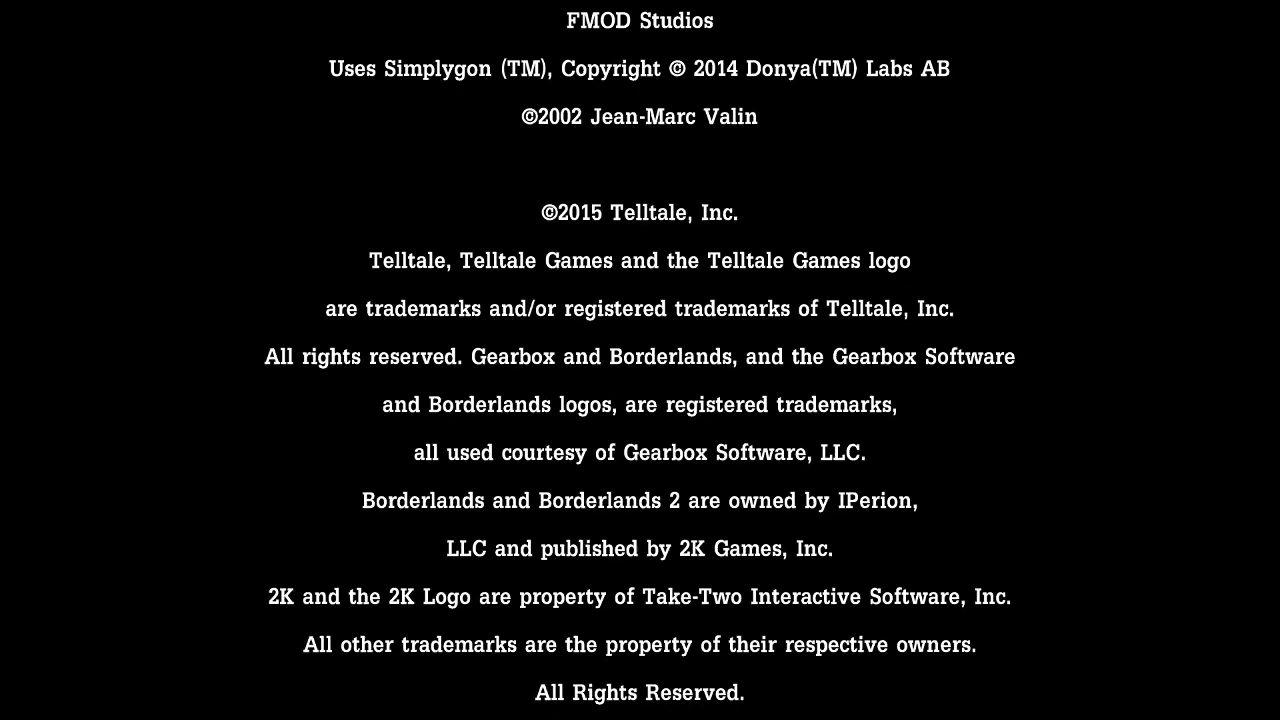 FMOD Studios
Uses Simplygon (TM), Copyright © 2014 Donya(TM) Labs AB
©2002 Jean-Marc Valin
©2015 Telltale, Inc.
Telltale, Telltale Games and the Telltale Games logo
are trademarks and/or registered trademarks of Telltale, Inc.
All rights reserved. Gearbox and Borderlands, and the Gearbox Software
and Borderlands logos, are registered trademarks,
all used courtesy of Gearbox Software, LLC.
Borderlands and Borderlands 2 are owned by IPerion,
LLC and published by 2K Games, Inc.
2K and the 2K Logo are property of Take-Two Interactive Software, Inc.
All other trademarks are the property of their respective owners.
All Rights Reserved.